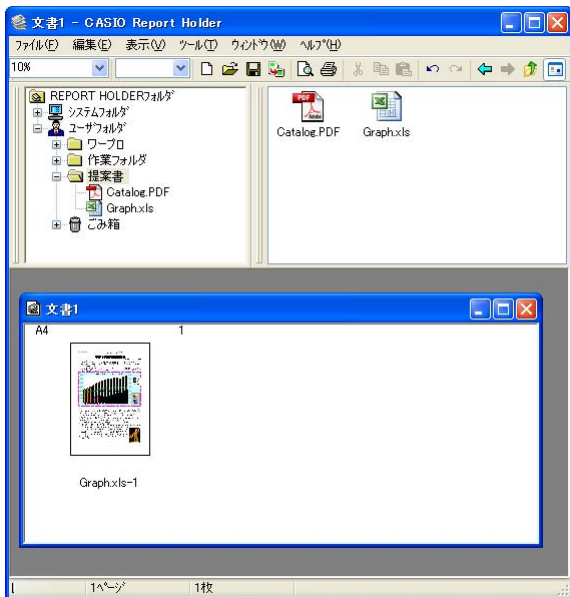 文書1 - CASIO Report Holder
ファイル(F) 編集(E) 表示(V) ツール(T) ウィンドウ(W) ヘルプ(H)
10%
REPORT HOLDERフォルダ
システムフォルダ
ユーザフォルダ
ワープロ
作業フォルダ
提案書
Catalog.PDF
Graph.xls
ごみ箱
Catalog.PDF Graph.xls
文書1
A4 1
Graph.xls-1
1ページ 1枚